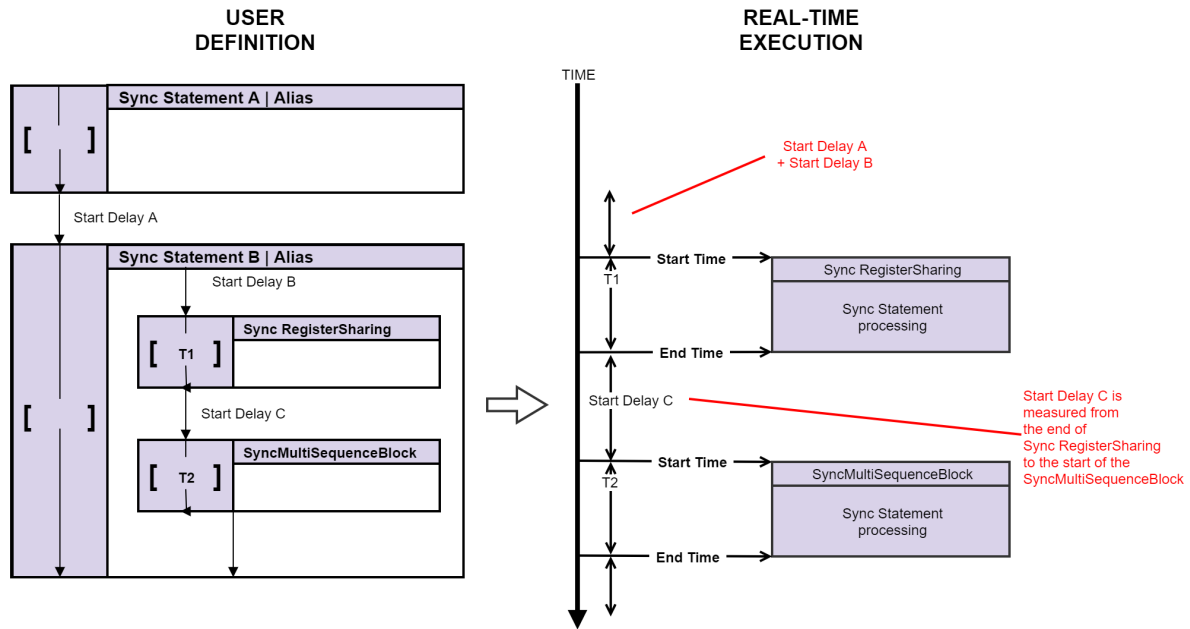 USER
DEFINITION
Sync Statement A | Alias
[ ]
Start Delay A
Sync Statement B | Alias
Start Delay B
Sync RegisterSharing
[ T1 ]
Start Delay C
[ ]
SyncMultiSequenceBlock
[ T2 ]
REAL-TIME
EXECUTION
TIME
Start Delay A
+ Start Delay B
Start Time
Sync RegisterSharing
T1
Sync Statement
processing
End Time
Start Delay C
Start Delay C is
measured from
the end of
Sync RegisterSharing
to the start of the
SyncMultiSequenceBlock
Start Time
SyncMultiSequenceBlock
T2
Sync Statement
processing
End Time